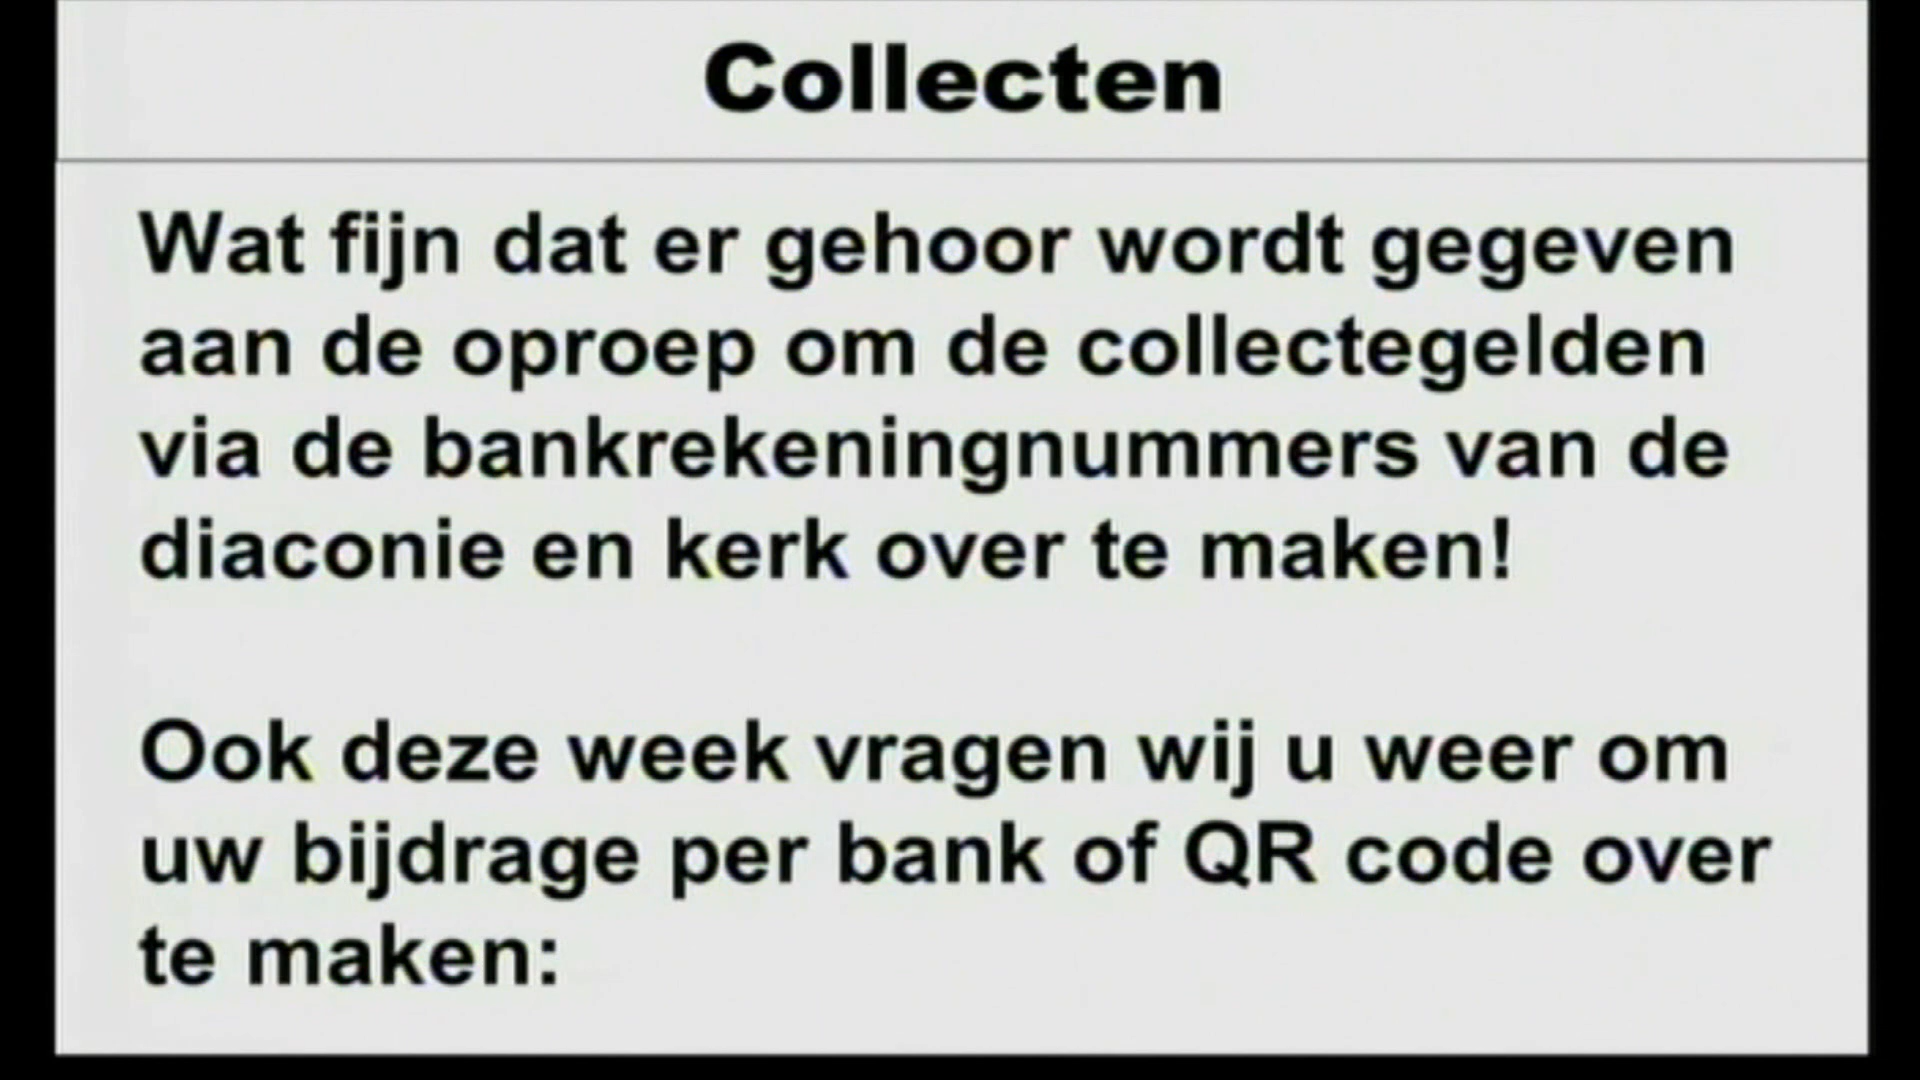 Collecten
Wat fijn dat er gehoor wordt gegeven
aan de oproep om de collectegelden
via de bankrekeningnummers van de
diaconie en kerk over te maken!
Ook deze week vragen wij u weer om
uw bijdrage per bank of QR code over
te maken: